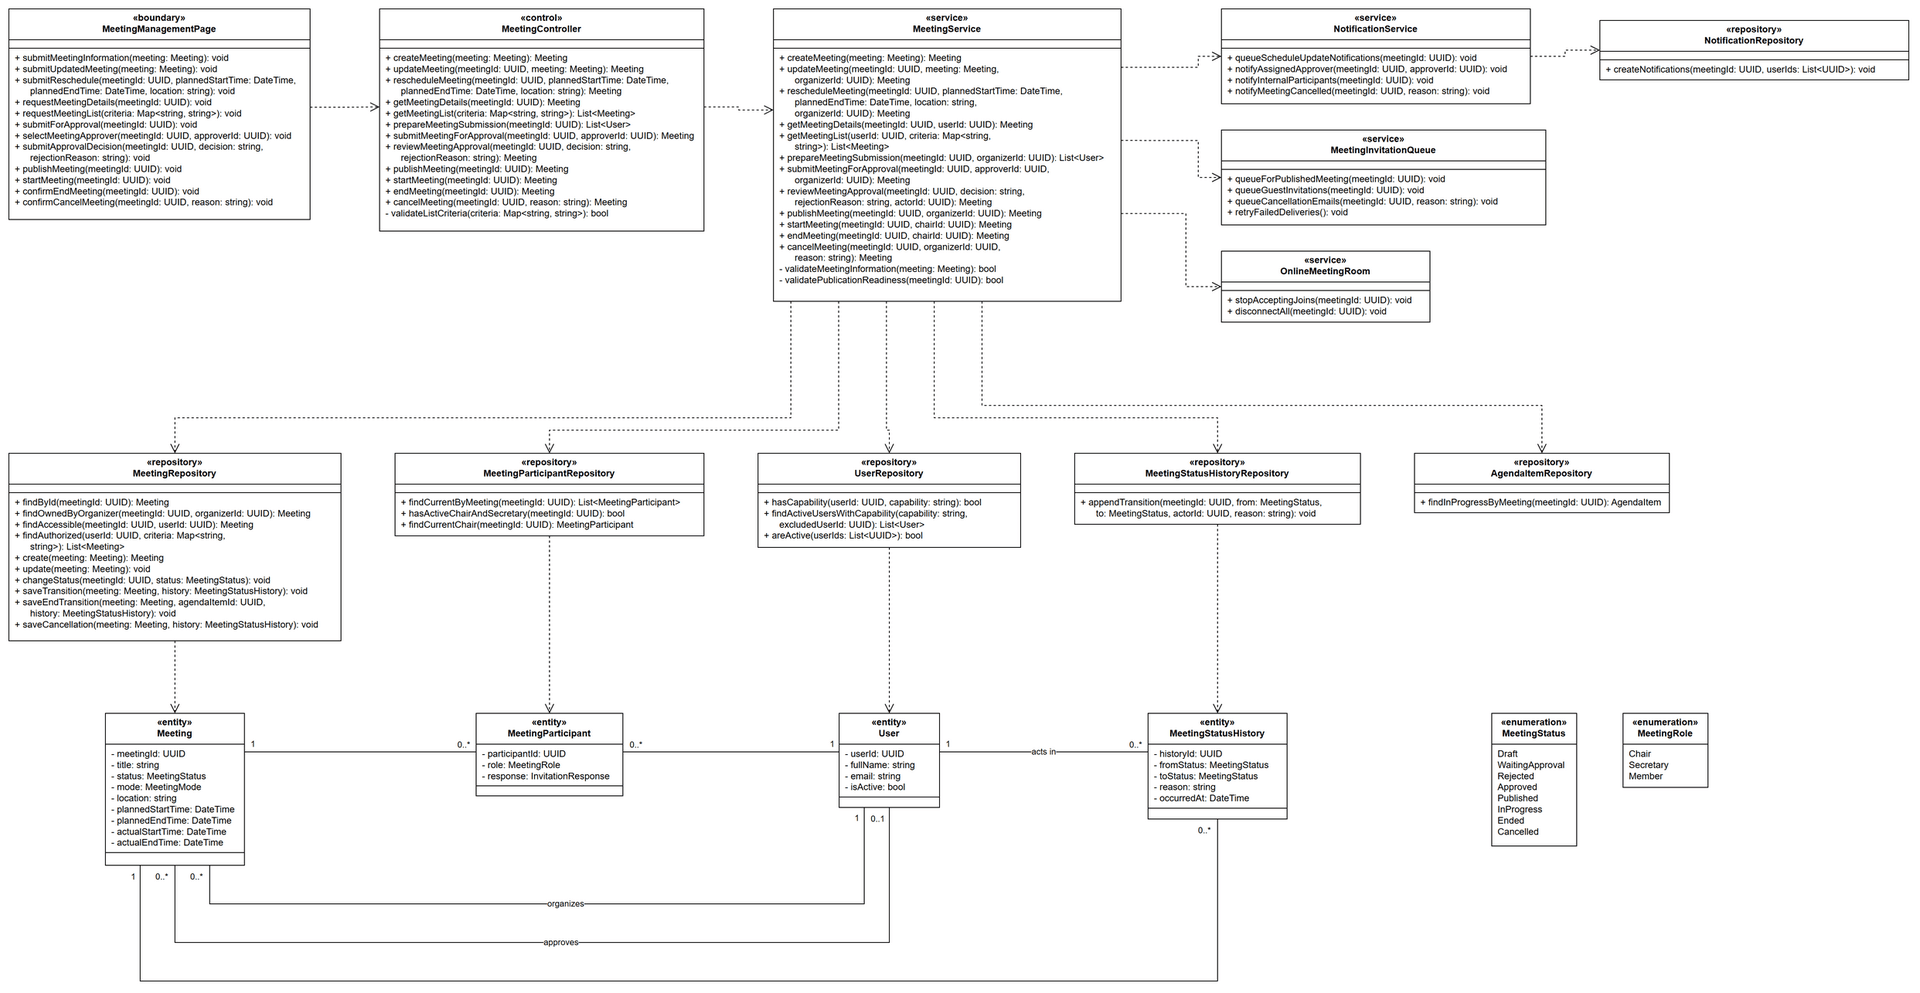 «boundary»
MeetingManagementPage
+ submitMeetingInformation(meeting: Meeting): void
+ submitUpdatedMeeting(meeting: Meeting): void
+ submitReschedule(meetingId: UUID, plannedStartTime: DateTime,
plannedEndTime: DateTime, location: string): void
+ requestMeetingDetails(meetingId: UUID): void
+ requestMeetingList(criteria: Map<string, string>): void
+ submitForApproval(meetingId: UUID): void
+ selectMeetingApprover(meetingId: UUID, approverId: UUID): void
+ submitApprovalDecision(meetingId: UUID, decision: string,
rejectionReason: string): void
+ publishMeeting(meetingId: UUID): void
+ startMeeting(meetingId: UUID): void
+ confirmEndMeeting(meetingId: UUID): void
+ confirmCancelMeeting(meetingId: UUID, reason: string): void
«control»
MeetingController
+ createMeeting(meeting: Meeting): Meeting
+ updateMeeting(meetingId: UUID, meeting: Meeting): Meeting
+ rescheduleMeeting(meetingId: UUID, plannedStartTime: DateTime,
plannedEndTime: DateTime, location: string): Meeting
+ getMeetingDetails(meetingId: UUID): Meeting
+ getMeetingList(criteria: Map<string, string>): List<Meeting>
+ prepareMeetingSubmission(meetingId: UUID): List<User>
+ submitMeetingForApproval(meetingId: UUID, approverId: UUID): Meeting
+ reviewMeetingApproval(meetingId: UUID, decision: string,
rejectionReason: string): Meeting
+ publishMeeting(meetingId: UUID): Meeting
+ startMeeting(meetingId: UUID): Meeting
+ endMeeting(meetingId: UUID): Meeting
+ cancelMeeting(meetingId: UUID, reason: string): Meeting
- validateListCriteria(criteria: Map<string, string>): bool
«service»
MeetingService
+ createMeeting(meeting: Meeting): Meeting
+ updateMeeting(meetingId: UUID, meeting: Meeting,
organizerId: UUID): Meeting
+ rescheduleMeeting(meetingId: UUID, plannedStartTime: DateTime,
plannedEndTime: DateTime, location: string,
organizerId: UUID): Meeting
+ getMeetingDetails(meetingId: UUID, userId: UUID): Meeting
+ getMeetingList(userId: UUID, criteria: Map<string,
string>): List<Meeting>
+ prepareMeetingSubmission(meetingId: UUID, organizerId: UUID): List<User>
+ submitMeetingForApproval(meetingId: UUID, approverId: UUID,
organizerId: UUID): Meeting
+ reviewMeetingApproval(meetingId: UUID, decision: string,
rejectionReason: string, actorId: UUID): Meeting
+ publishMeeting(meetingId: UUID, organizerId: UUID): Meeting
+ startMeeting(meetingId: UUID, chairId: UUID): Meeting
+ endMeeting(meetingId: UUID, chairId: UUID): Meeting
+ cancelMeeting(meetingId: UUID, organizerId: UUID,
reason: string): Meeting
- validateMeetingInformation(meeting: Meeting): bool
- validatePublicationReadiness(meetingId: UUID): bool
«service»
NotificationService
+ queueScheduleUpdateNotifications(meetingId: UUID): void
+ notifyAssignedApprover(meetingId: UUID, approverId: UUID): void
+ notifyInternalParticipants(meetingId: UUID): void
+ notifyMeetingCancelled(meetingId: UUID, reason: string): void
«repository»
NotificationRepository
+ createNotifications(meetingId: UUID, userIds: List<UUID>): void
«service»
MeetingInvitationQueue
+ queueForPublishedMeeting(meetingId: UUID): void
+ queueGuestInvitations(meetingId: UUID): void
+ queueCancellationEmails(meetingId: UUID, reason: string): void
+ retryFailedDeliveries(): void
«service»
OnlineMeetingRoom
+ stopAcceptingJoins(meetingId: UUID): void
+ disconnectAll(meetingId: UUID): void
«repository»
MeetingRepository
+ findById(meetingId: UUID): Meeting
+ findOwnedByOrganizer(meetingId: UUID, organizerId: UUID): Meeting
+ findAccessible(meetingId: UUID, userId: UUID): Meeting
+ findAuthorized(userId: UUID, criteria: Map<string,
string>): List<Meeting>
+ create(meeting: Meeting): Meeting
+ update(meeting: Meeting): void
+ changeStatus(meetingId: UUID, status: MeetingStatus): void
+ saveTransition(meeting: Meeting, history: MeetingStatusHistory): void
+ saveEndTransition(meeting: Meeting, agendaItemId: UUID,
history: MeetingStatusHistory): void
+ saveCancellation(meeting: Meeting, history: MeetingStatusHistory): void
«repository»
MeetingParticipantRepository
+ findCurrentByMeeting(meetingId: UUID): List<MeetingParticipant>
+ hasActiveChairAndSecretary(meetingId: UUID): bool
+ findCurrentChair(meetingId: UUID): MeetingParticipant
«repository»
UserRepository
+ hasCapability(userId: UUID, capability: string): bool
+ findActiveUsersWithCapability(capability: string,
excludedUserId: UUID): List<User>
+ areActive(userIds: List<UUID>): bool
«repository»
MeetingStatusHistoryRepository
+ appendTransition(meetingId: UUID, from: MeetingStatus,
to: MeetingStatus, actorId: UUID, reason: string): void
«repository»
AgendaItemRepository
+ findInProgressByMeeting(meetingId: UUID): AgendaItem
«entity»
Meeting
- meetingId: UUID
- title: string
- status: MeetingStatus
- mode: MeetingMode
- location: string
- plannedStartTime: DateTime
- plannedEndTime: DateTime
- actualStartTime: DateTime
- actualEndTime: DateTime
1
0..*
«entity»
MeetingParticipant
- participantId: UUID
- role: MeetingRole
- response: InvitationResponse
0..*
1
«entity»
User
- userId: UUID
- fullName: string
- email: string
- isActive: bool
1
acts in
0..*
«entity»
MeetingStatusHistory
- historyId: UUID
- fromStatus: MeetingStatus
- toStatus: MeetingStatus
- reason: string
- occurredAt: DateTime
«enumeration»
MeetingStatus
Draft
WaitingApproval
Rejected
Approved
Published
InProgress
Ended
Cancelled
«enumeration»
MeetingRole
Chair
Secretary
Member
1
0..1
0..*
1
0..*
0..*
organizes
approves